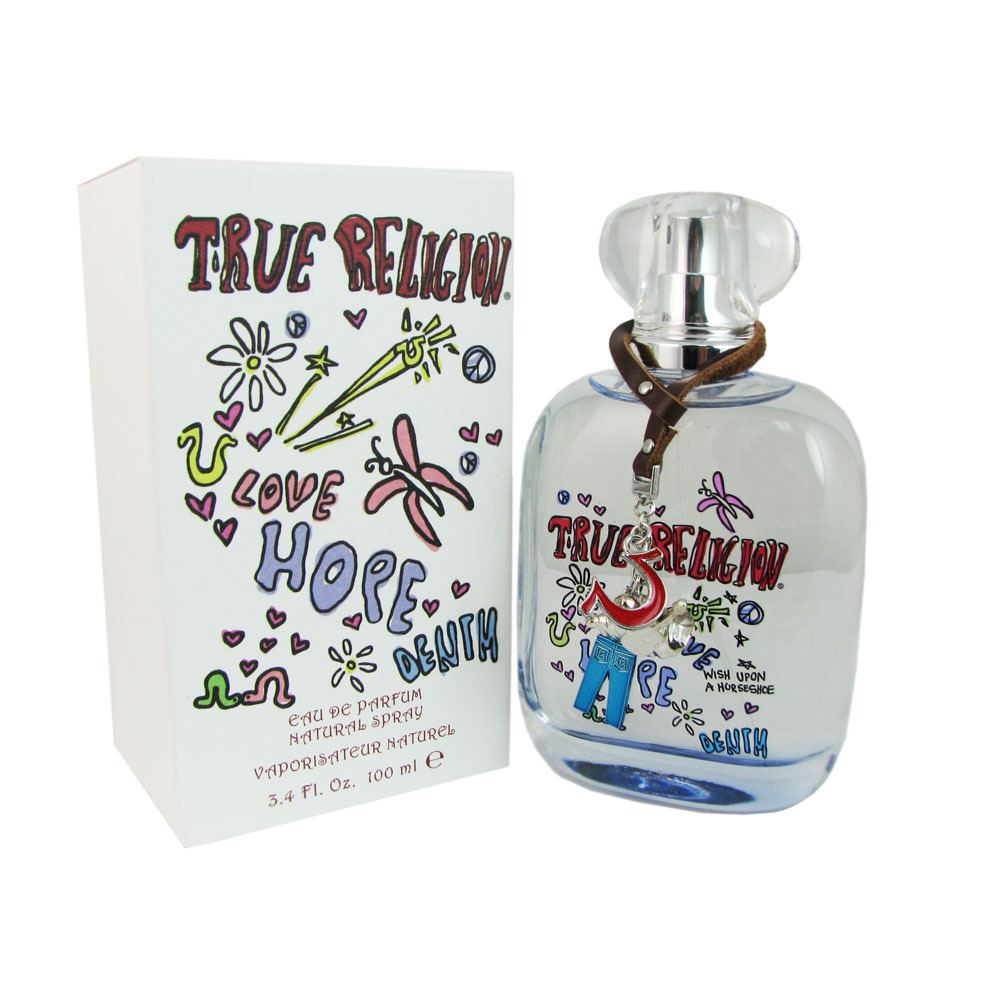 TRUE RELIGION®
LOVE
HOPE
DENIM
EAU DE PARFUM
NATURAL SPRAY
VAPORISATEUR NATUREL
3.4 Fl. Oz. 100 ml ℮
TRUE RELIGION®
WISH UPON
A HORSESHOE
HOPE
DENIM